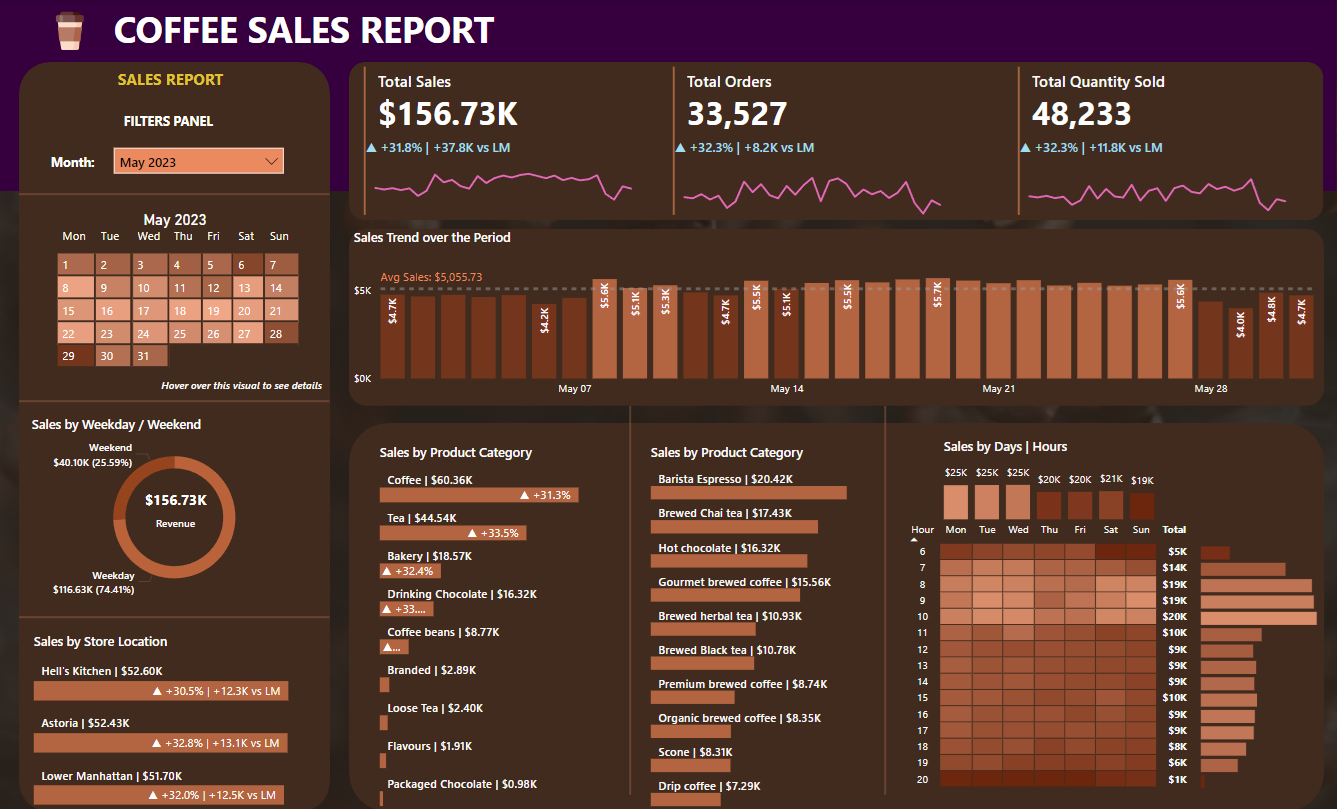 COFFEE SALES REPORT
SALES REPORT
FILTERS PANEL
Month: May 2023
May 2023
Mon Tue Wed Thu Fri Sat Sun
1 2 3 4 5 6 7
8 9 10 11 12 13 14
15 16 17 18 19 20 21
22 23 24 25 26 27 28
29 30 31
Hover over this visual to see details
Sales by Weekday / Weekend
Weekend
$40.10K (25.59%)
$156.73K
Revenue
Weekday
$116.63K (74.41%)
Sales by Store Location
Hell's Kitchen | $52.60K
▲ +30.5% | +12.3K vs LM
Astoria | $52.43K
▲ +32.8% | +13.1K vs LM
Lower Manhattan | $51.70K
▲ +32.0% | +12.5K vs LM
Total Sales
$156.73K
▲ +31.8% | +37.8K vs LM
Total Orders
33,527
▲ +32.3% | +8.2K vs LM
Total Quantity Sold
48,233
▲ +32.3% | +11.8K vs LM
Sales Trend over the Period
Avg Sales: $5,055.73
$5K
$4.7K $4.2K $5.6K $5.1K $5.3K $4.7K $5.5K $5.1K $5.5K $5.7K $5.6K $4.0K $4.8K $4.7K
$0K
May 07 May 14 May 21 May 28
Sales by Product Category
Coffee | $60.36K
▲ +31.3%
Tea | $44.54K
▲ +33.5%
Bakery | $18.57K
▲ +32.4%
Drinking Chocolate | $16.32K
▲ +33....
Coffee beans | $8.77K
▲...
Branded | $2.89K
Loose Tea | $2.40K
Flavours | $1.91K
Packaged Chocolate | $0.98K
Sales by Product Category
Barista Espresso | $20.42K
Brewed Chai tea | $17.43K
Hot chocolate | $16.32K
Gourmet brewed coffee | $15.56K
Brewed herbal tea | $10.93K
Brewed Black tea | $10.78K
Premium brewed coffee | $8.74K
Organic brewed coffee | $8.35K
Scone | $8.31K
Drip coffee | $7.29K
Sales by Days | Hours
$25K $25K $25K $20K $20K $21K $19K
Hour Mon Tue Wed Thu Fri Sat Sun Total
6 $5K
7 $14K
8 $19K
9 $19K
10 $20K
11 $10K
12 $9K
13 $9K
14 $9K
15 $10K
16 $9K
17 $9K
18 $8K
19 $6K
20 $1K